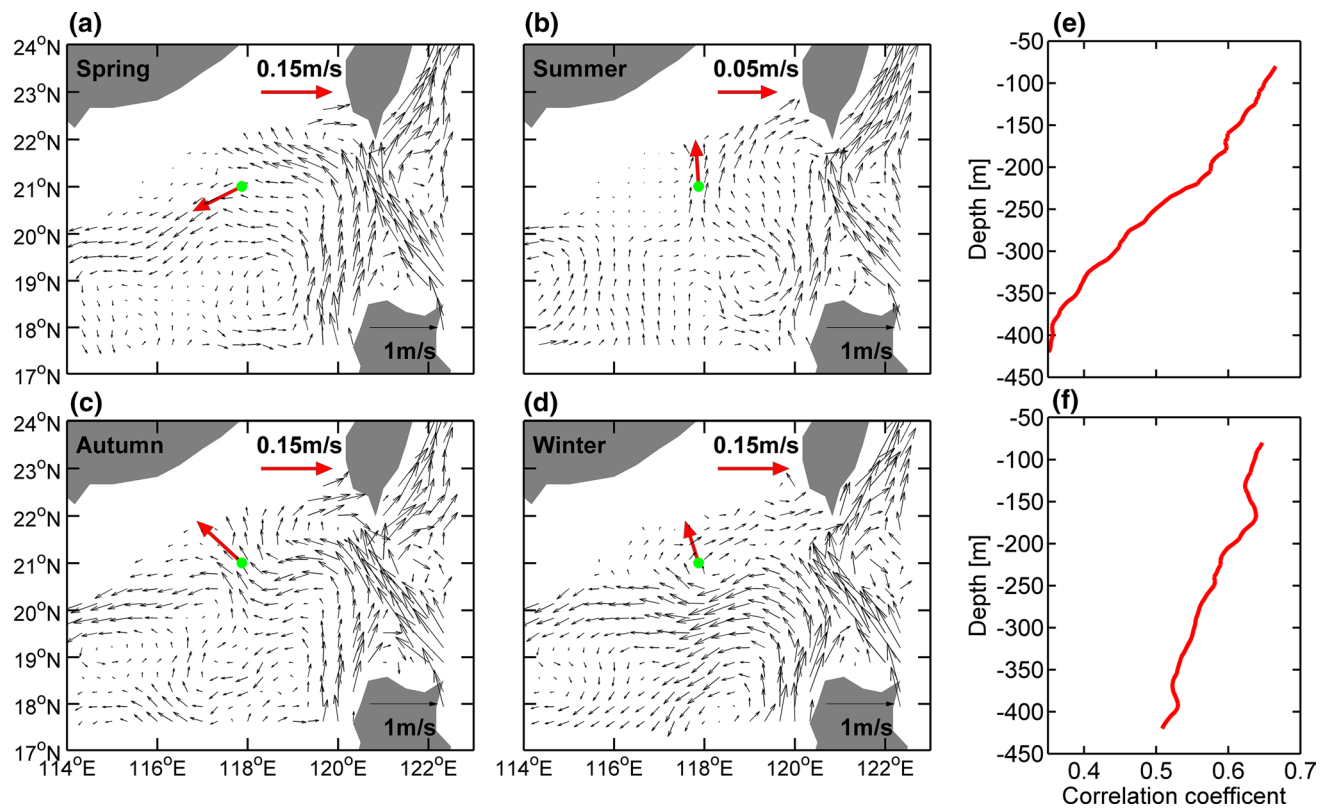 (a)
(b)
(e)
24°N
23°N
22°N
21°N
20°N
19°N
18°N
17°N
Spring
0.15m/s
1m/s
Summer
0.05m/s
1m/s
-50
-100
-150
-200
-250
-300
-350
-400
-450
Depth [m]
(c)
(d)
(f)
24°N
23°N
22°N
21°N
20°N
19°N
18°N
17°N
Autumn
0.15m/s
1m/s
114°E 116°E 118°E 120°E 122°E
Winter
0.15m/s
1m/s
114°E 116°E 118°E 120°E 122°E
-50
-100
-150
-200
-250
-300
-350
-400
-450
Depth [m]
0.4 0.5 0.6 0.7
Correlation coefficent